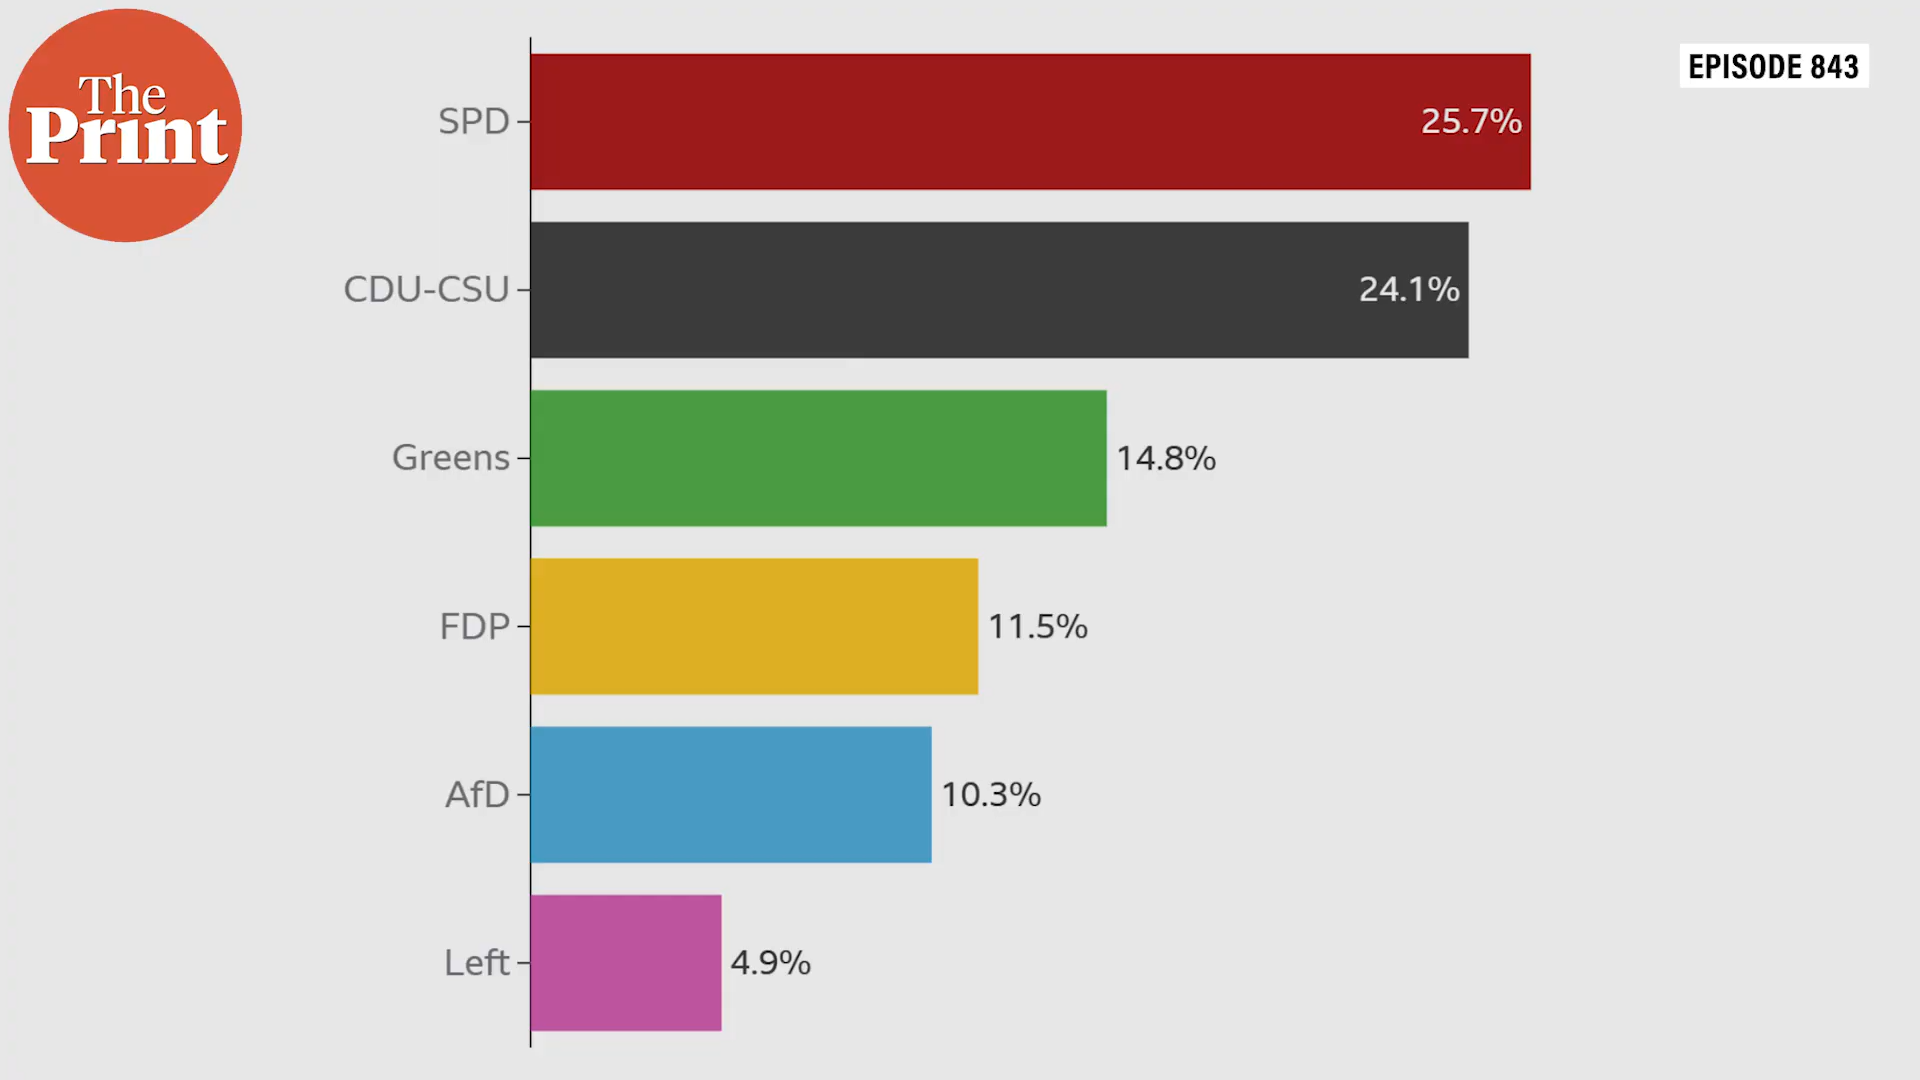 The
Print
EPISODE 843
SPD 25.7%
CDU-CSU 24.1%
Greens 14.8%
FDP 11.5%
AfD 10.3%
Left 4.9%